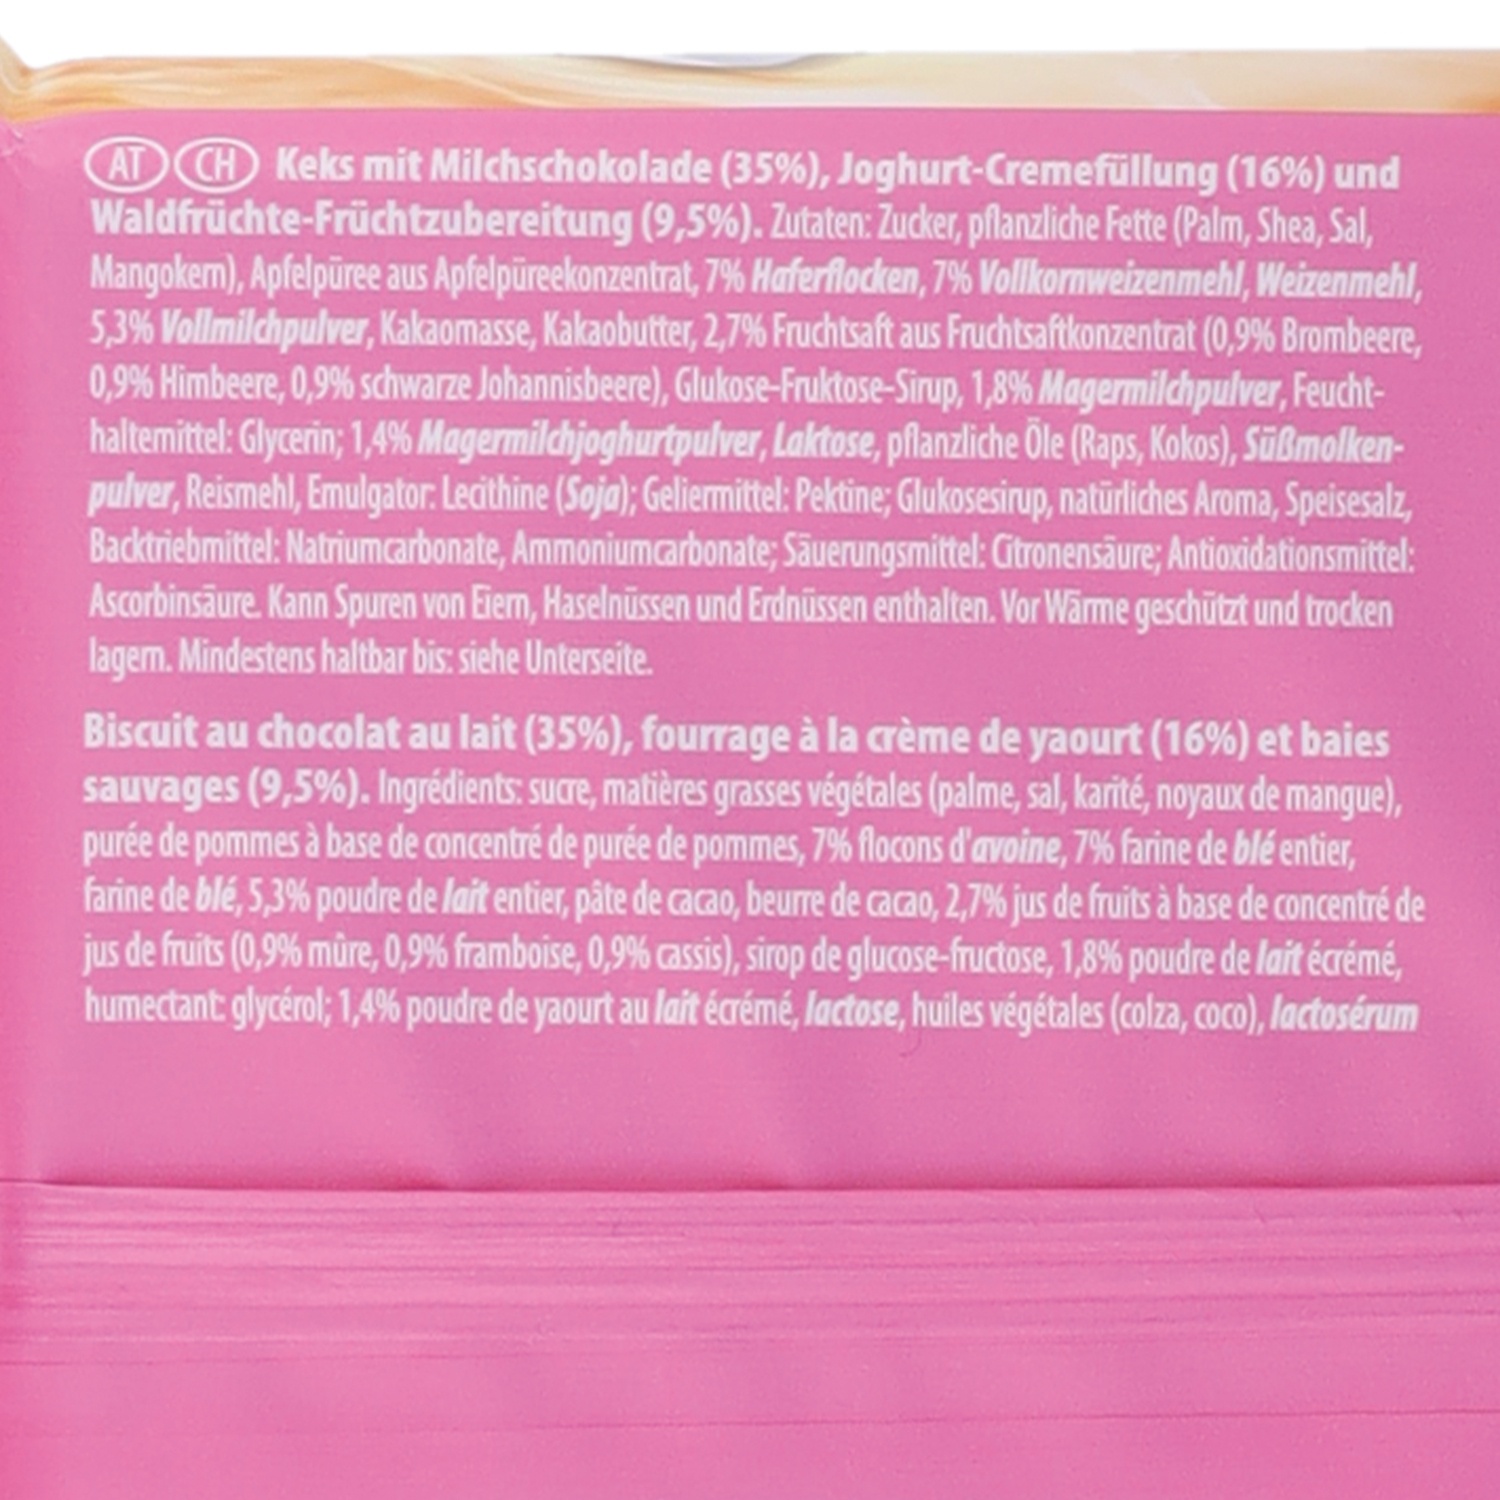 AT CH Keks mit Milchschokolade (35%), Joghurt-Cremefüllung (16%) und
Waldfrüchte-Früchtzubereitung (9,5%). Zutaten: Zucker, pflanzliche Fette (Palm, Shea, Sal,
Mangokern), Apfelpüree aus Apfelpüreekonzentrat, 7% Haferflocken, 7% Vollkornweizenmehl, Weizenmehl,
5,3% Vollmilchpulver, Kakaomasse, Kakaobutter, 2,7% Fruchtsaft aus Fruchtsaftkonzentrat (0,9% Brombeere,
0,9% Himbeere, 0,9% schwarze Johannisbeere), Glukose-Fruktose-Sirup, 1,8% Magermilchpulver, Feucht-
haltemittel: Glycerin; 1,4% Magermilchjoghurtpulver, Laktose, pflanzliche Öle (Raps, Kokos), Süßmolken-
pulver, Reismehl, Emulgator: Lecithine (Soja); Geliermittel: Pektine; Glukosesirup, natürliches Aroma, Speisesalz,
Backtriebmittel: Natriumcarbonate, Ammoniumcarbonate; Säuerungsmittel: Citronensäure; Antioxidationsmittel:
Ascorbinsäure. Kann Spuren von Eiern, Haselnüssen und Erdnüssen enthalten. Vor Wärme geschützt und trocken
lagern. Mindestens haltbar bis: siehe Unterseite.
Biscuit au chocolat au lait (35%), fourrage à la crème de yaourt (16%) et baies
sauvages (9,5%). Ingrédients: sucre, matières grasses végétales (palme, sal, karité, noyaux de mangue),
purée de pommes à base de concentré de purée de pommes, 7% flocons d'avoine, 7% farine de blé entier,
farine de blé, 5,3% poudre de lait entier, pâte de cacao, beurre de cacao, 2,7% jus de fruits à base de concentré de
jus de fruits (0,9% mûre, 0,9% framboise, 0,9% cassis), sirop de glucose-fructose, 1,8% poudre de lait écrémé,
humectant: glycérol; 1,4% poudre de yaourt au lait écrémé, lactose, huiles végétales (colza, coco), lactosérum